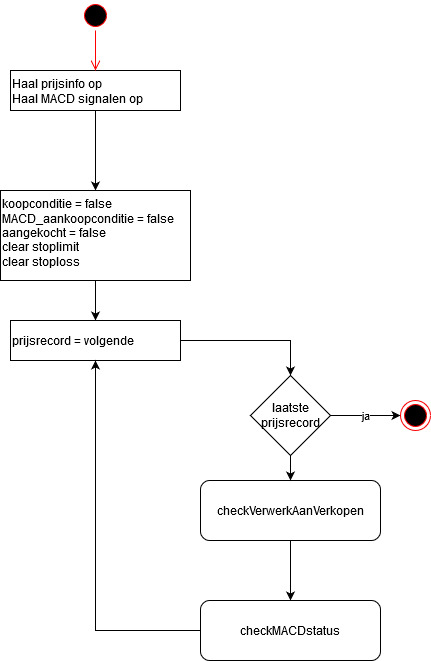 Haal prijsinfo op
Haal MACD signalen op
koopconditie = false
MACD_aankoopconditie = false
aangekocht = false
clear stoplimit
clear stoploss
prijsrecord = volgende
laatste
prijsrecord
ja
checkVerwerkAanVerkopen
checkMACDstatus